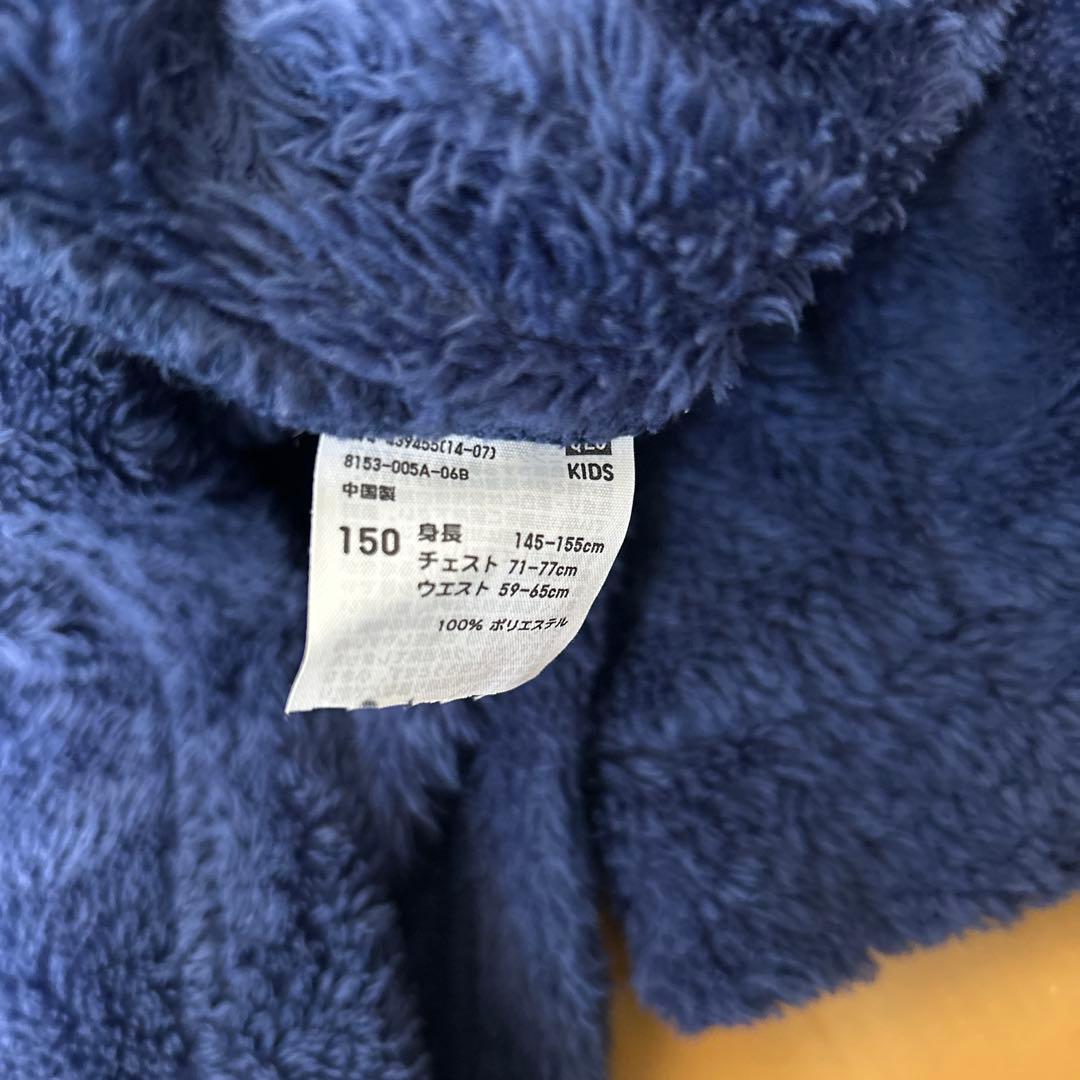 439455(14-07)
8153-005A-06B
KIDS
中国製
150
身長 145-155cm
チェスト 71-77cm
ウエスト 59-65cm
100% ポリエステル